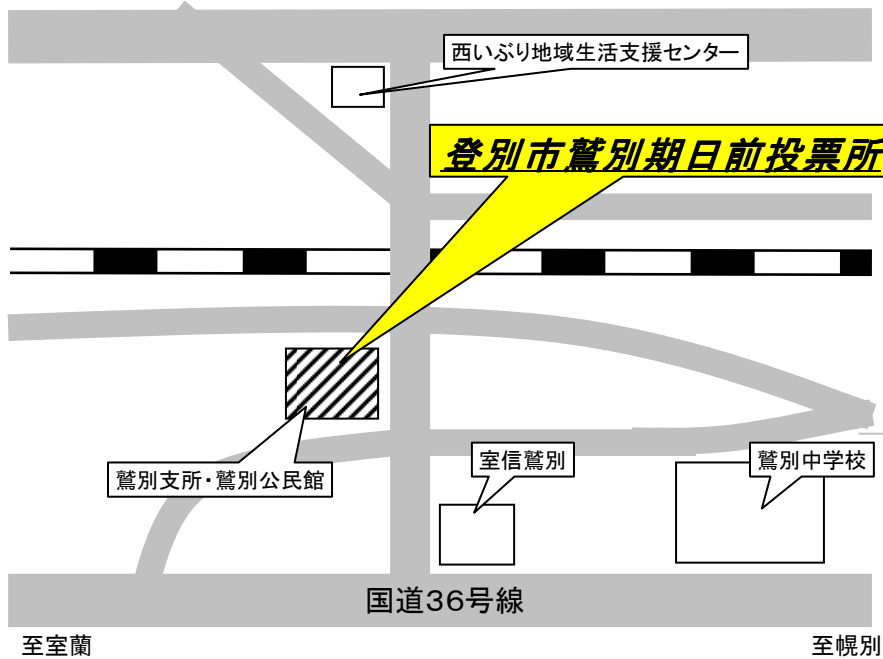 西いぶり地域生活支援センター
登別市鷲別期日前投票所
鷲別支所・鷲別公民館
室信鷲別
鷲別中学校
国道36号線
至室蘭
至幌別